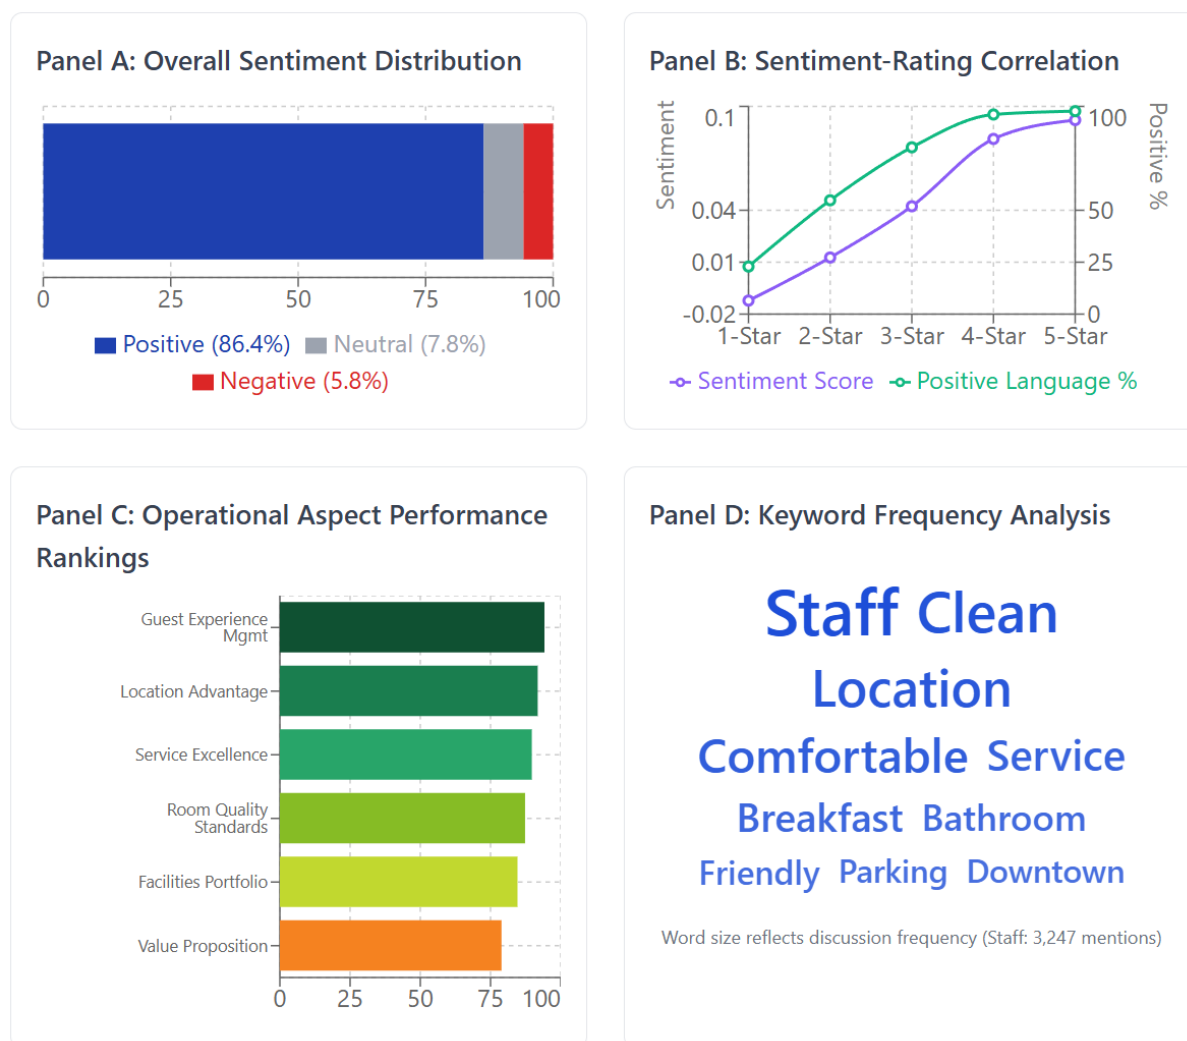 Panel A: Overall Sentiment Distribution
0 25 50 75 100
Positive (86.4%) Neutral (7.8%)
Negative (5.8%)
Panel B: Sentiment-Rating Correlation
Sentiment
0.1
0.04
0.01
-0.02
Positive %
100
50
25
0
1-Star 2-Star 3-Star 4-Star 5-Star
Sentiment Score Positive Language %
Panel C: Operational Aspect Performance
Rankings
Guest Experience
Mgmt
Location Advantage
Service Excellence
Room Quality
Standards
Facilities Portfolio
Value Proposition
0 25 50 75 100
Panel D: Keyword Frequency Analysis
Staff Clean
Location
Comfortable Service
Breakfast Bathroom
Friendly Parking Downtown
Word size reflects discussion frequency (Staff: 3,247 mentions)